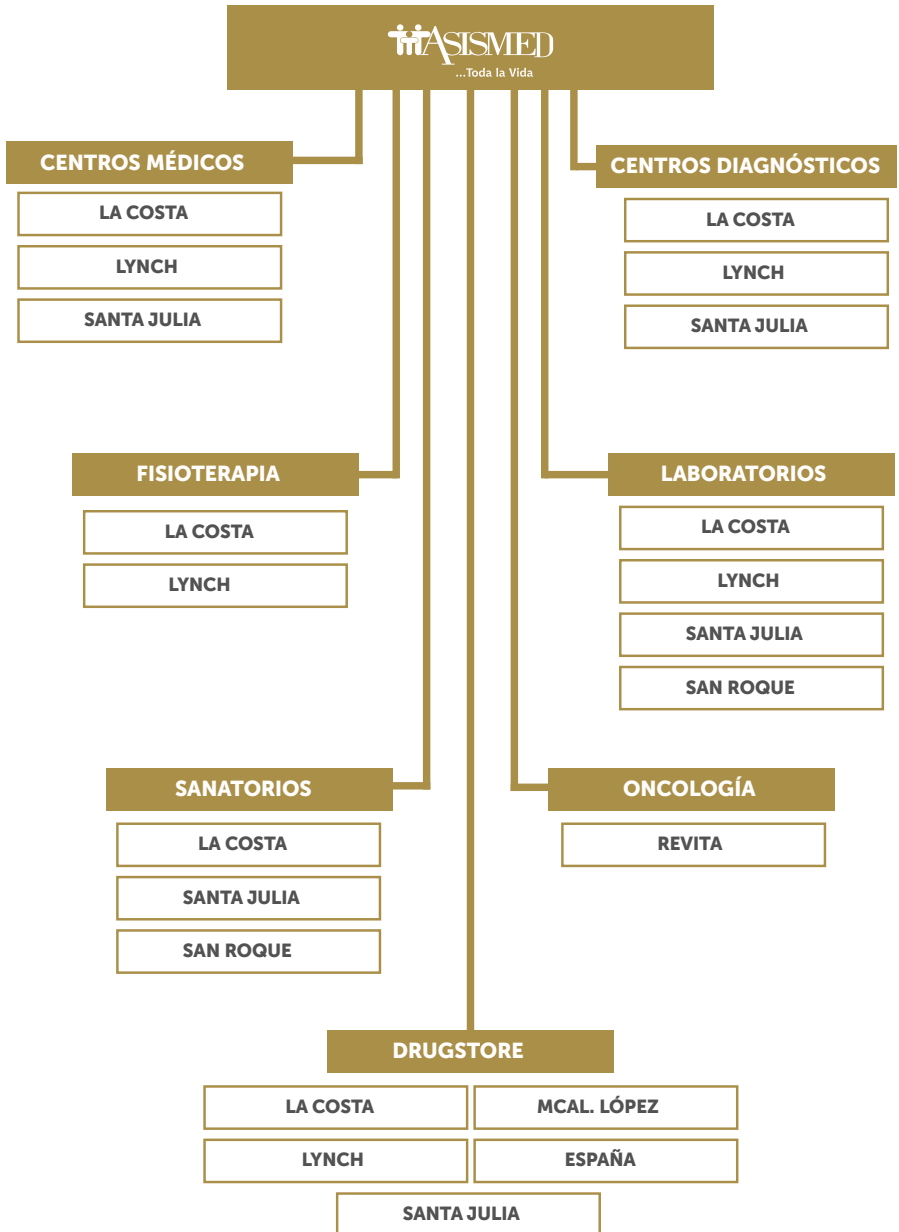 ASISMED
...Toda la Vida
CENTROS MÉDICOS
LA COSTA
LYNCH
SANTA JULIA
CENTROS DIAGNÓSTICOS
LA COSTA
LYNCH
SANTA JULIA
FISIOTERAPIA
LA COSTA
LYNCH
LABORATORIOS
LA COSTA
LYNCH
SANTA JULIA
SAN ROQUE
SANATORIOS
LA COSTA
SANTA JULIA
SAN ROQUE
ONCOLOGÍA
REVITA
DRUGSTORE
LA COSTA
MCAL. LÓPEZ
LYNCH
ESPAÑA
SANTA JULIA